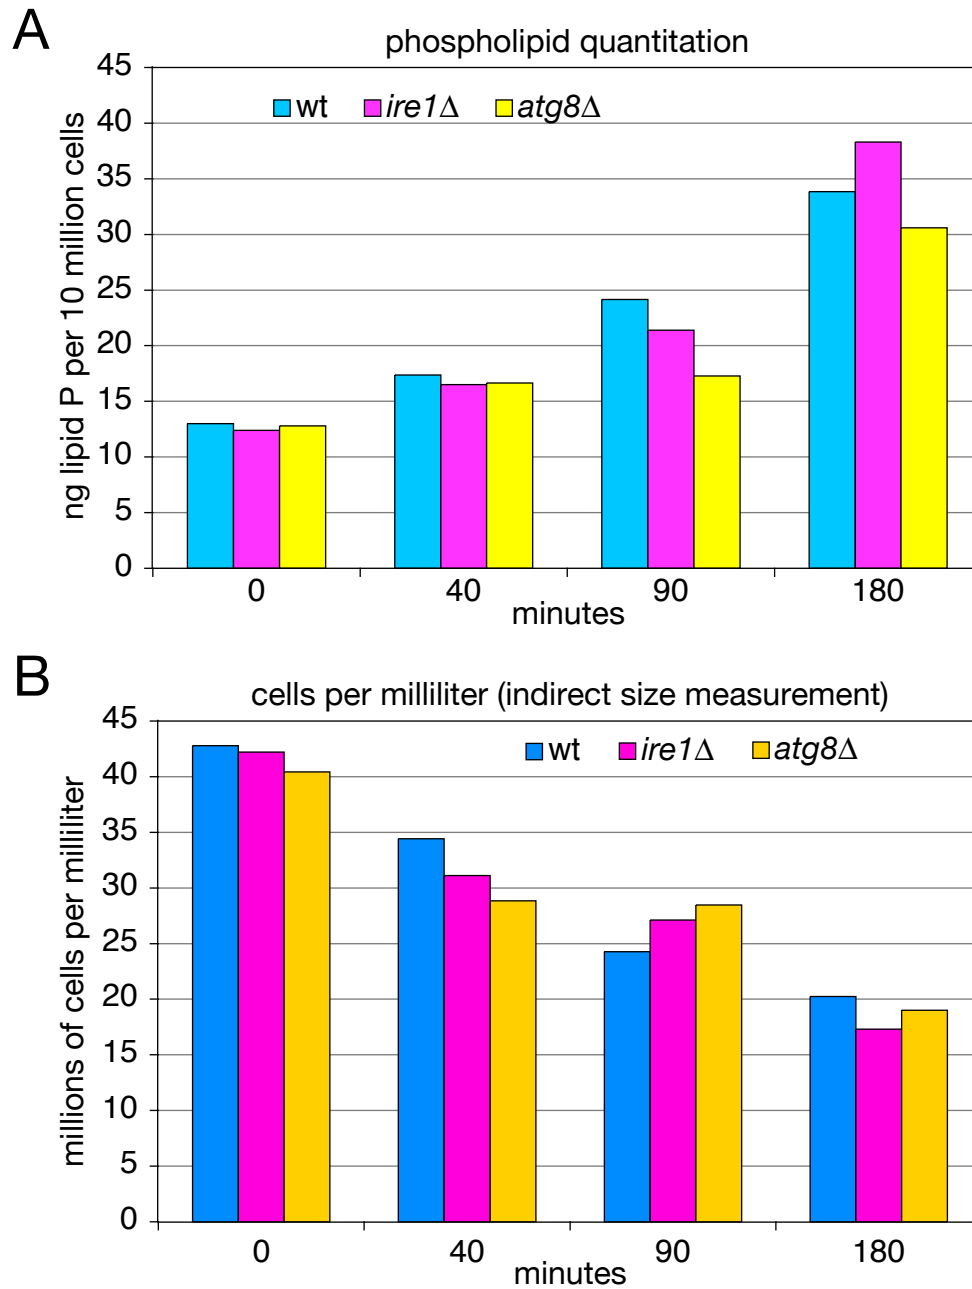 A
phospholipid quantitation
wt ire1Δ atg8Δ
ng lipid P per 10 million cells
45
40
35
30
25
20
15
10
5
0
0 40 90 180
minutes
B
cells per milliliter (indirect size measurement)
wt ire1Δ atg8Δ
millions of cells per milliliter
45
40
35
30
25
20
15
10
5
0
0 40 90 180
minutes